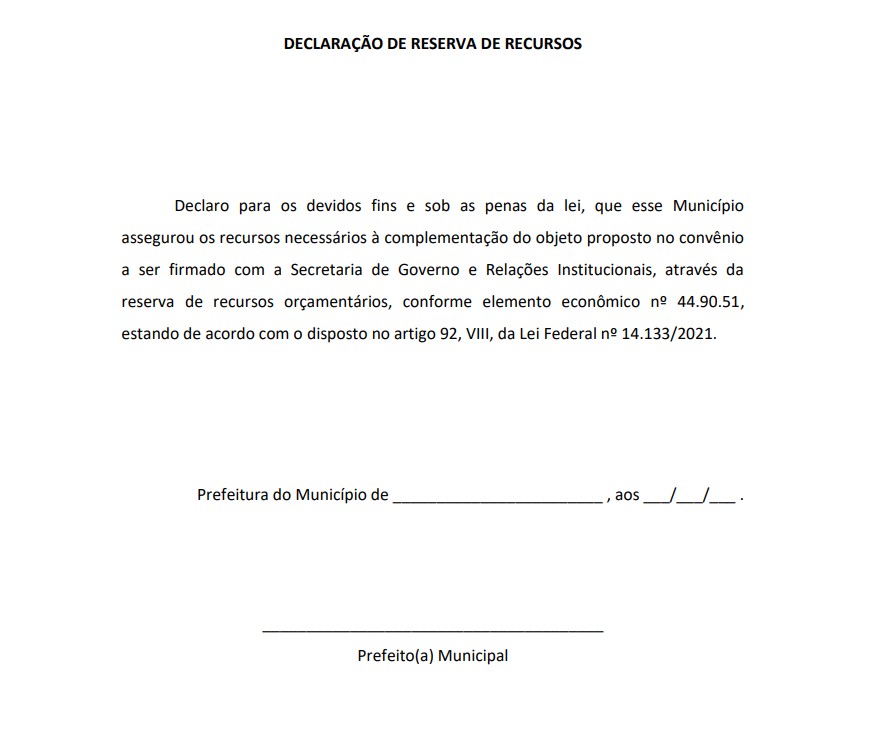 DECLARAÇÃO DE RESERVA DE RECURSOS
Declaro para os devidos fins e sob as penas da lei, que esse Município
assegurou os recursos necessários à complementação do objeto proposto no convênio
a ser firmado com a Secretaria de Governo e Relações Institucionais, através da
reserva de recursos orçamentários, conforme elemento econômico nº 44.90.51,
estando de acordo com o disposto no artigo 92, VIII, da Lei Federal nº 14.133/2021.
Prefeitura do Município de ________________________ , aos ___/___/___ .
_______________________________________
Prefeito(a) Municipal